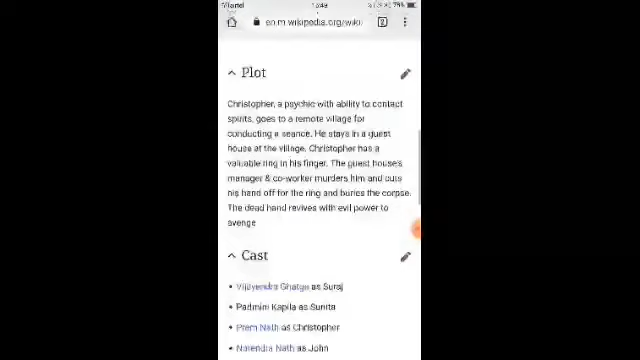 en.m.wikipedia.org/wiki
2
Plot
Christopher, a psychic with ability to contact
spirits, goes to a remote village for
conducting a seance. He stays in a guest
house at the village. Christopher has a
valuable ring in his finger. The guest house's
manager & co-worker murders him and cuts
his hand off for the ring and buries the corpse.
The dead hand revives with evil power to
avenge
Cast
• Vijayendra Ghatge as Suraj
• Padmini Kapila as Sunita
• Prem Nath as Christopher
• Narendra Nath as John